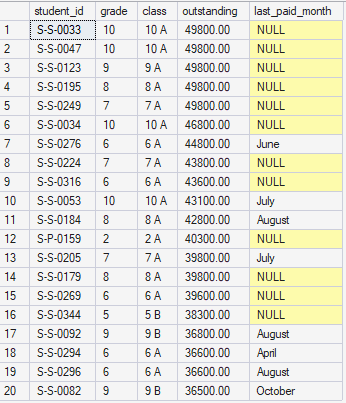 student_id grade class outstanding last_paid_month
1 S-S-0033 10 10 A 49800.00 NULL
2 S-S-0047 10 10 A 49800.00 NULL
3 S-S-0123 9 9 A 49800.00 NULL
4 S-S-0195 8 8 A 49800.00 NULL
5 S-S-0249 7 7 A 49800.00 NULL
6 S-S-0034 10 10 A 46800.00 NULL
7 S-S-0276 6 6 A 44800.00 June
8 S-S-0224 7 7 A 43800.00 NULL
9 S-S-0316 6 6 A 43600.00 NULL
10 S-S-0053 10 10 A 43100.00 July
11 S-S-0184 8 8 A 42800.00 August
12 S-P-0159 2 2 A 40300.00 NULL
13 S-S-0205 7 7 A 39800.00 July
14 S-S-0179 8 8 A 39800.00 NULL
15 S-S-0269 6 6 A 39600.00 NULL
16 S-S-0344 5 5 B 38300.00 NULL
17 S-S-0092 9 9 B 36800.00 August
18 S-S-0294 6 6 A 36600.00 April
19 S-S-0296 6 6 A 36600.00 August
20 S-S-0082 9 9 B 36500.00 October